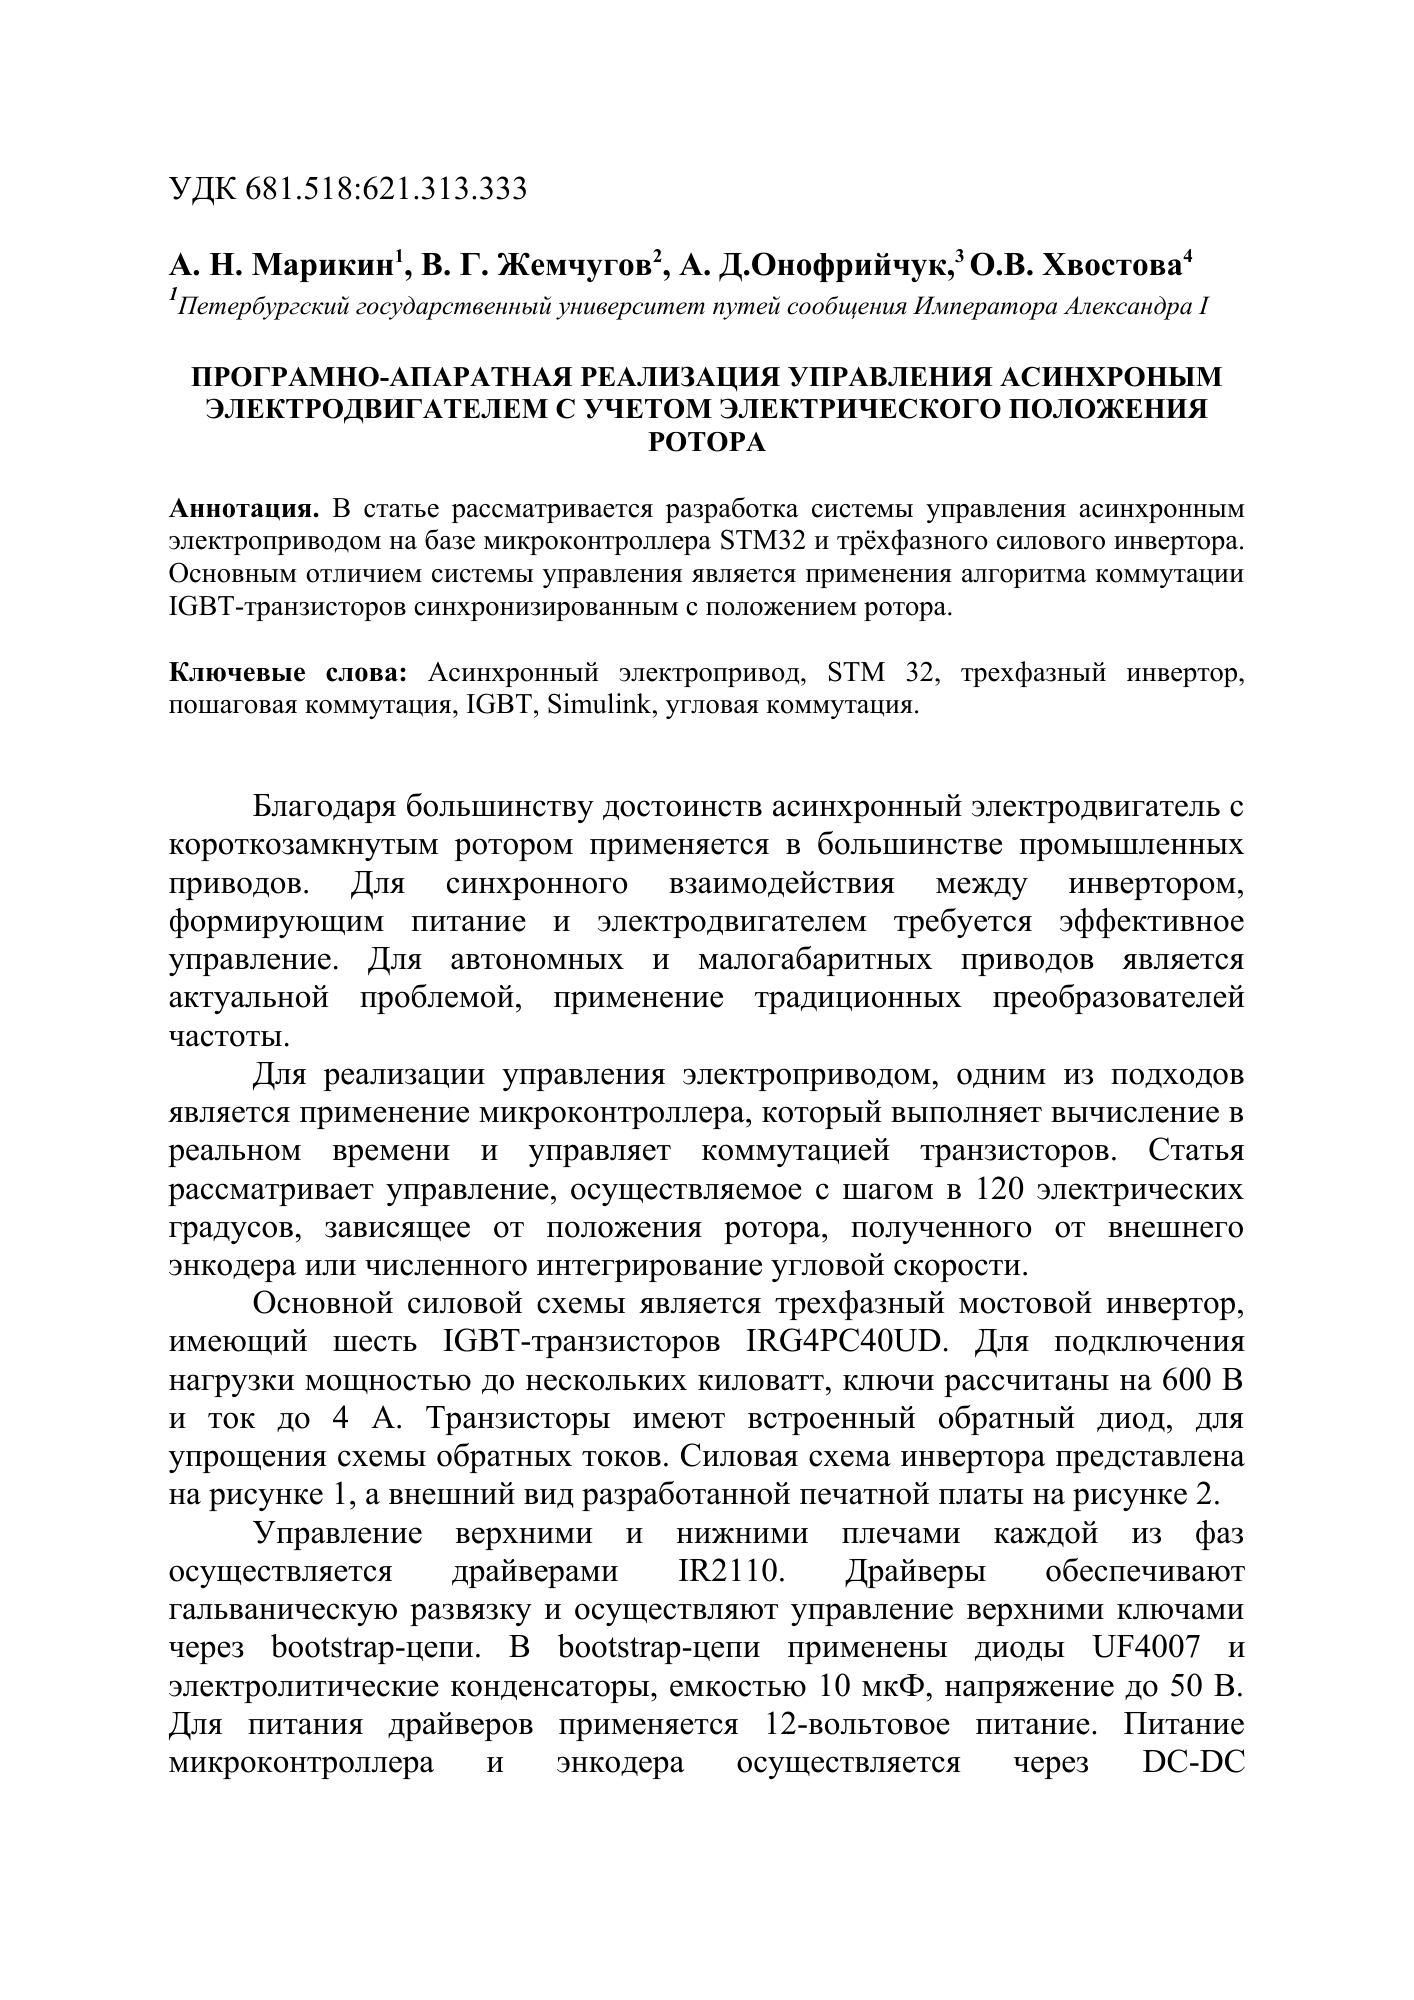 УДК 681.518:621.313.333
А. Н. Марикин1, В. Г. Жемчугов2, А. Д.Онофрийчук,3 О.В. Хвостова4
1Петербургский государственный университет путей сообщения Императора Александра I
ПРОГРАМНО-АПАРАТНАЯ РЕАЛИЗАЦИЯ УПРАВЛЕНИЯ АСИНХРОНЫМ
ЭЛЕКТРОДВИГАТЕЛЕМ С УЧЕТОМ ЭЛЕКТРИЧЕСКОГО ПОЛОЖЕНИЯ
РОТОРА
Аннотация. В статье рассматривается разработка системы управления асинхронным
электроприводом на базе микроконтроллера STM32 и трёхфазного силового инвертора.
Основным отличием системы управления является применения алгоритма коммутации
IGBT-транзисторов синхронизированным с положением ротора.
Ключевые слова: Асинхронный электропривод, STM 32, трехфазный инвертор,
пошаговая коммутация, IGBT, Simulink, угловая коммутация.
Благодаря большинству достоинств асинхронный электродвигатель с
короткозамкнутым ротором применяется в большинстве промышленных
приводов. Для синхронного взаимодействия между инвертором,
формирующим питание и электродвигателем требуется эффективное
управление. Для автономных и малогабаритных приводов является
актуальной проблемой, применение традиционных преобразователей
частоты.
Для реализации управления электроприводом, одним из подходов
является применение микроконтроллера, который выполняет вычисление в
реальном времени и управляет коммутацией транзисторов. Статья
рассматривает управление, осуществляемое с шагом в 120 электрических
градусов, зависящее от положения ротора, полученного от внешнего
энкодера или численного интегрирование угловой скорости.
Основной силовой схемы является трехфазный мостовой инвертор,
имеющий шесть IGBT-транзисторов IRG4PC40UD. Для подключения
нагрузки мощностью до нескольких киловатт, ключи рассчитаны на 600 В
и ток до 4 А. Транзисторы имеют встроенный обратный диод, для
упрощения схемы обратных токов. Силовая схема инвертора представлена
на рисунке 1, а внешний вид разработанной печатной платы на рисунке 2.
Управление верхними и нижними плечами каждой из фаз
осуществляется драйверами IR2110. Драйверы обеспечивают
гальваническую развязку и осуществляют управление верхними ключами
через bootstrap-цепи. В bootstrap-цепи применены диоды UF4007 и
электролитические конденсаторы, емкостью 10 мкФ, напряжение до 50 В.
Для питания драйверов применяется 12-вольтовое питание. Питание
микроконтроллера и энкодера осуществляется через DC-DC